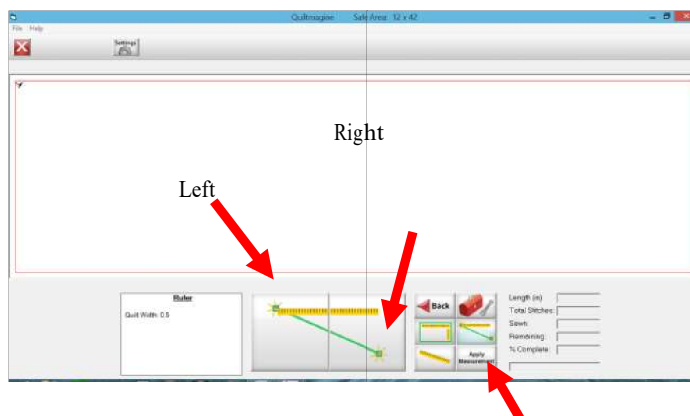 Quiltmagine Safe Area: 12 x 42
File Help
Settings
Right
Left
Ruler
Quilt Width: 0.5
Back
Apply
Measurement
Length (in)
Total Stitches:
Sewn:
Remaining:
% Complete: